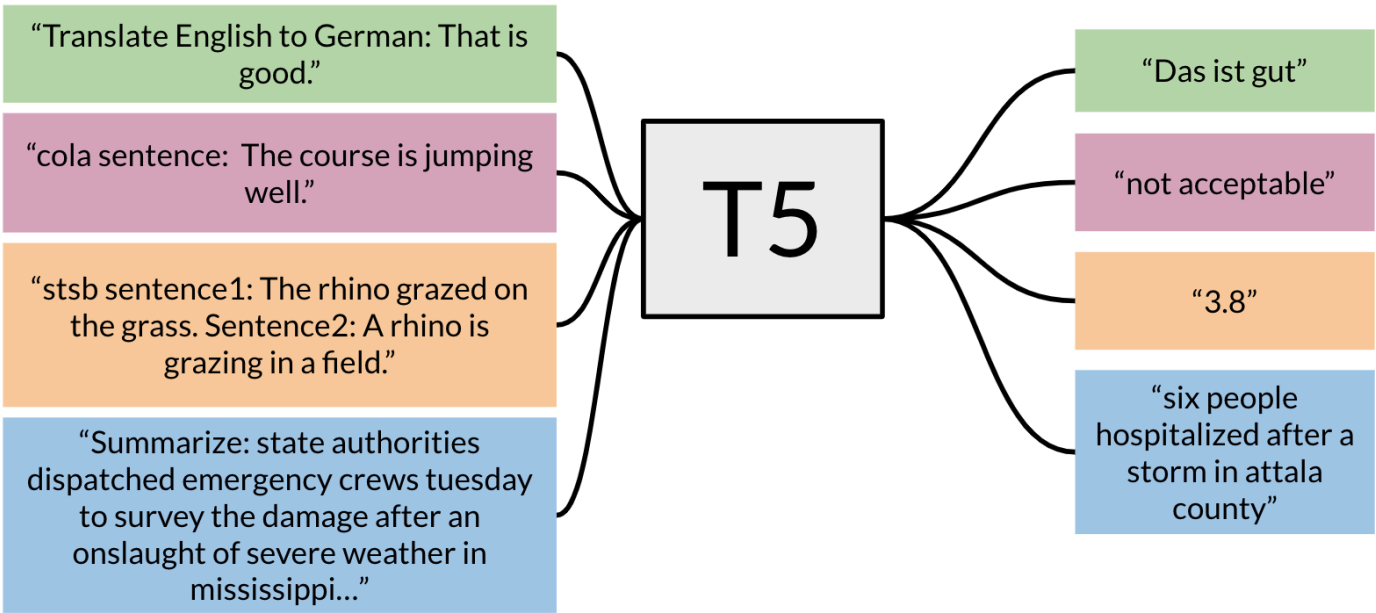 “Translate English to German: That is
good.”
“cola sentence:  The course is jumping
well.”
“stsb sentence1: The rhino grazed on
the grass. Sentence2: A rhino is
grazing in a field.”
“Summarize: state authorities
dispatched emergency crews tuesday
to survey the damage after an
onslaught of severe weather in
mississippi...”
T5
“Das ist gut”
“not acceptable”
“3.8”
“six people
hospitalized after a
storm in attala
county”